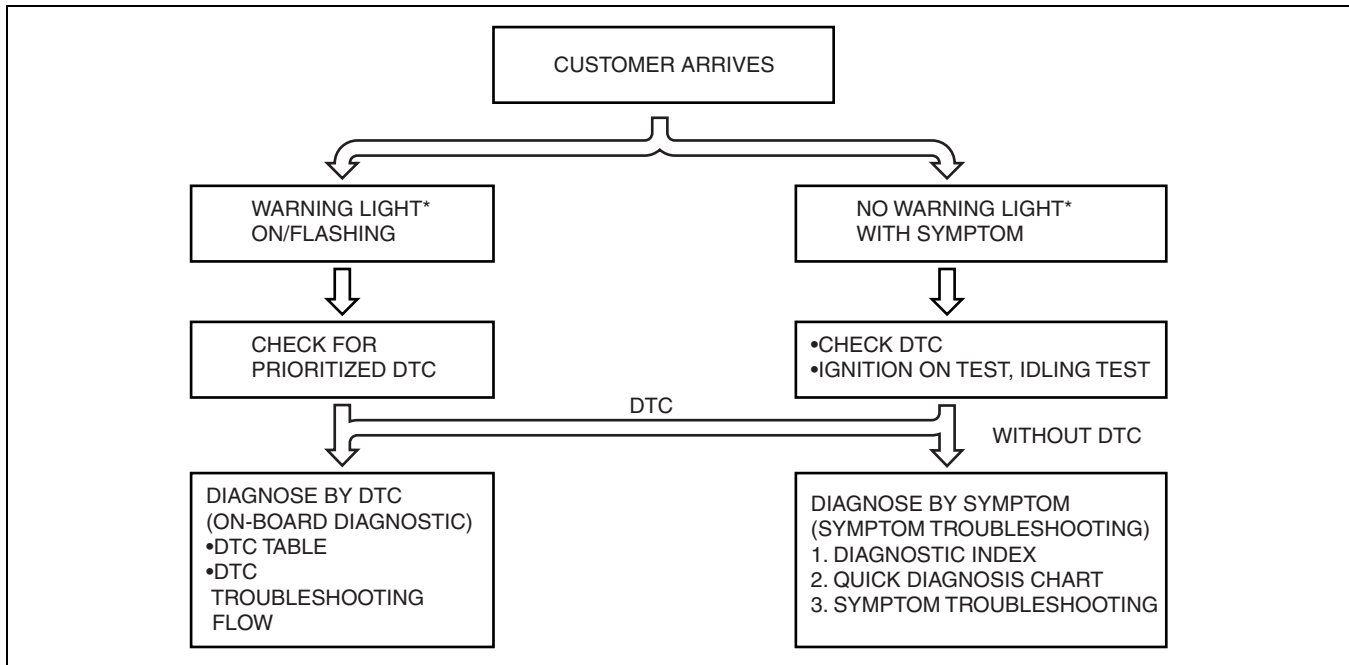 CUSTOMER ARRIVES
WARNING LIGHT*
ON/FLASHING
NO WARNING LIGHT*
WITH SYMPTOM
CHECK FOR
PRIORITIZED DTC
•CHECK DTC
•IGNITION ON TEST, IDLING TEST
DTC
WITHOUT DTC
DIAGNOSE BY DTC
(ON-BOARD DIAGNOSTIC)
•DTC TABLE
•DTC
TROUBLESHOOTING
FLOW
DIAGNOSE BY SYMPTOM
(SYMPTOM TROUBLESHOOTING)
1. DIAGNOSTIC INDEX
2. QUICK DIAGNOSIS CHART
3. SYMPTOM TROUBLESHOOTING